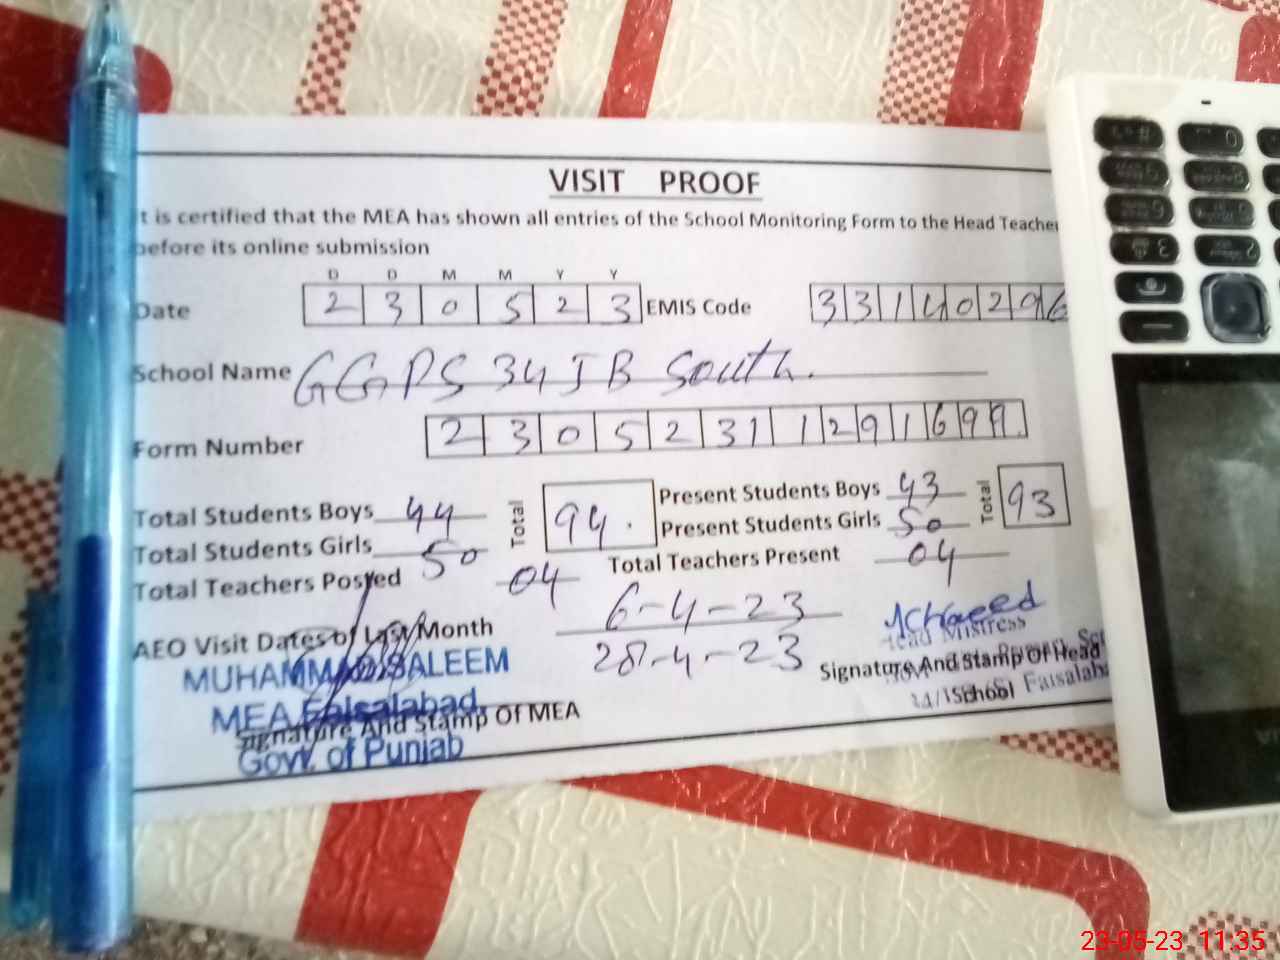 VISIT PROOF
t is certified that the MEA has shown all entries of the School Monitoring Form to the Head Teacher
before its online submission
D D M M Y Y
Date 2 3 0 5 2 3 EMIS Code 3 3 1 4 0 2 9 6
School Name GGPS 34 JB South.
Form Number 2 3 0 5 2 3 1 1 2 9 1 6 9 9
Total Students Boys 44 Total 94. Present Students Boys 43 Total 93
Total Students Girls 50 Present Students Girls 50
Total Teachers Posted 04 Total Teachers Present 04
AEO Visit Dates of Last Month 6-4-23
28-4-23
MUHAMMAD SALEEM
MEA Faisalabad.
Signature And Stamp Of MEA
Govt. of Punjab
Head Mistress
Signature And Stamp Of Head
School Faisalab
23-05-23 11:35